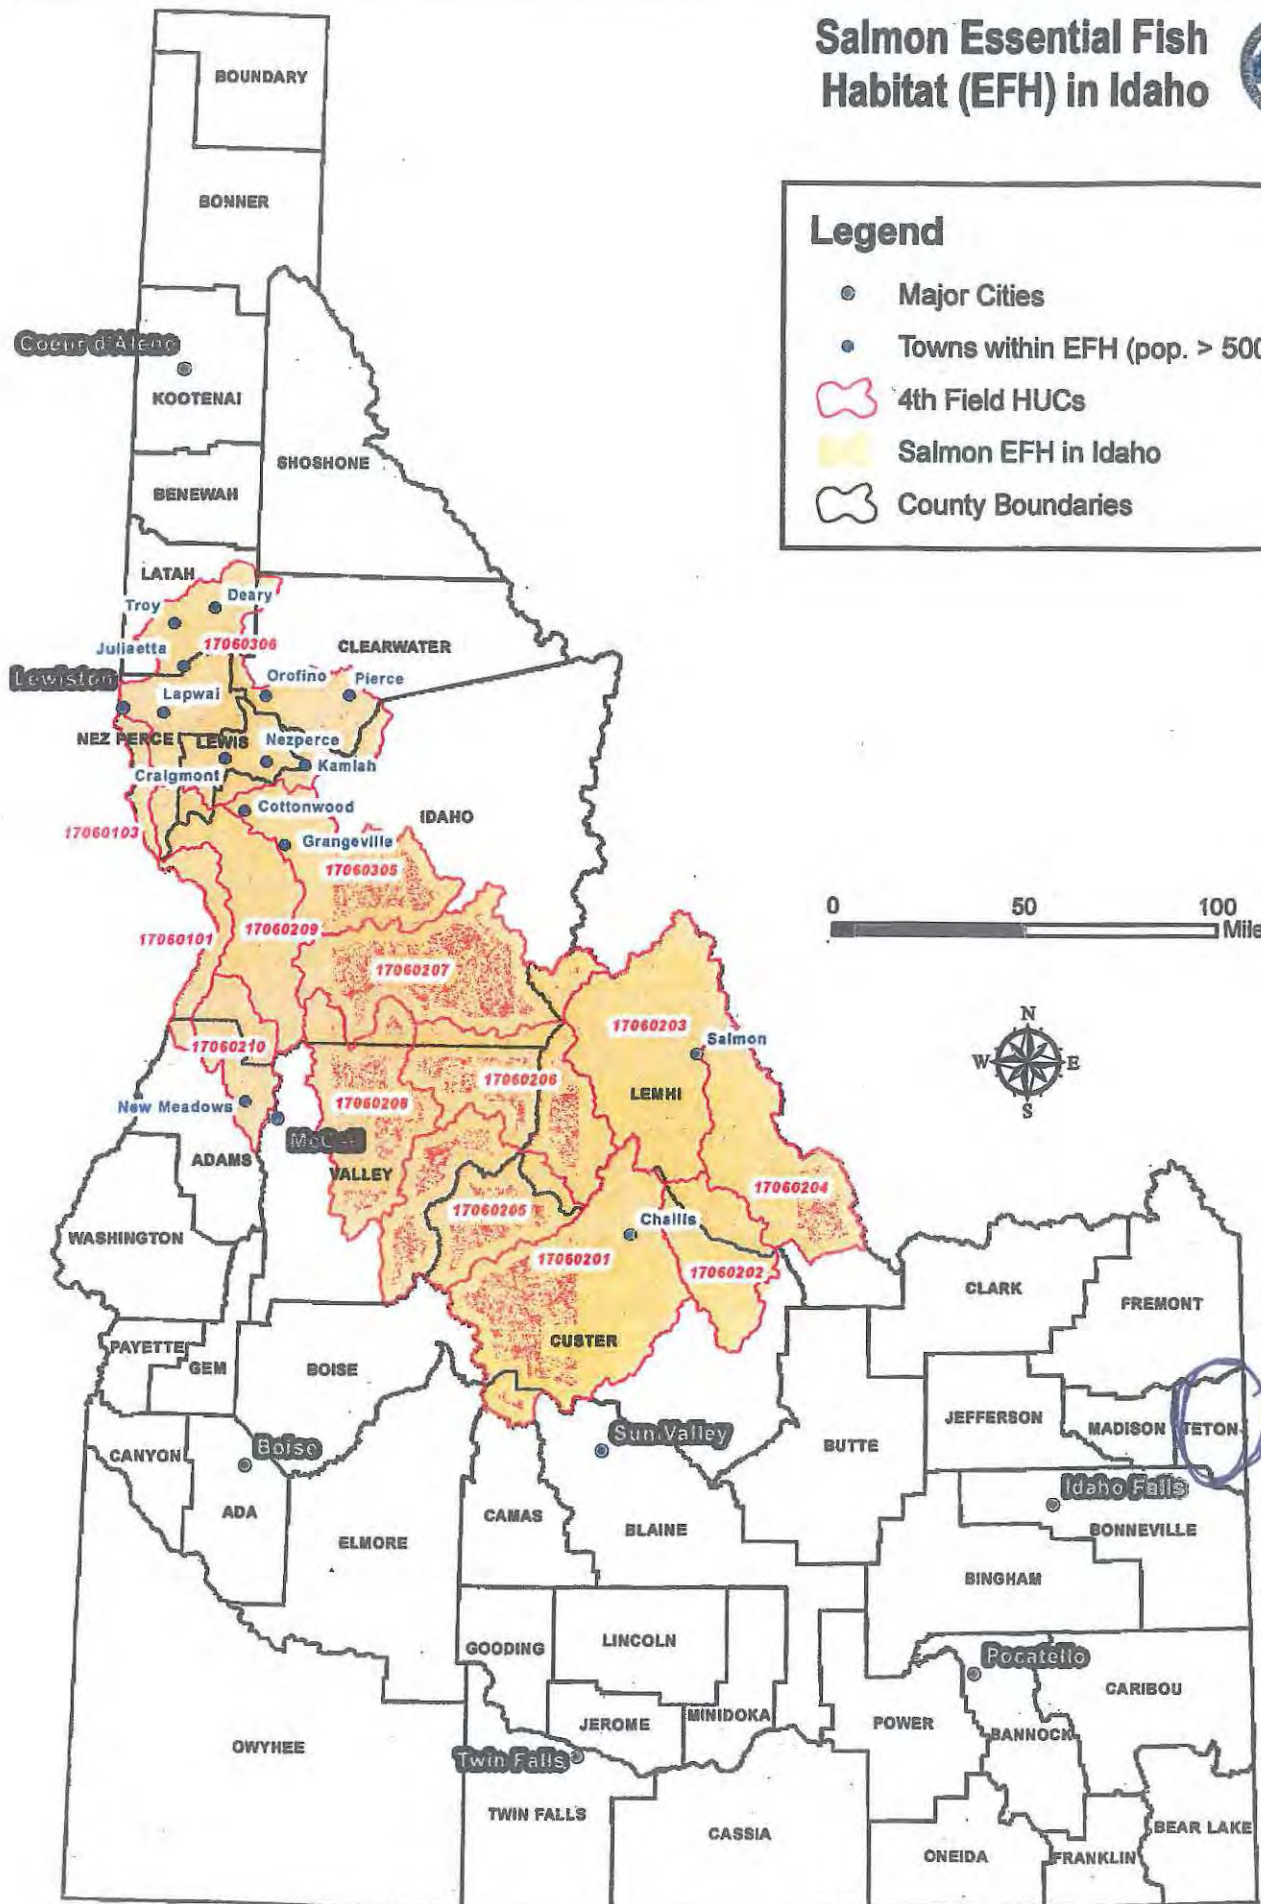 Salmon Essential Fish
Habitat (EFH) in Idaho
BOUNDARY
BONNER
Legend
Major Cities
Towns within EFH (pop. > 500
4th Field HUCs
Salmon EFH in Idaho
County Boundaries
Coeur d'Alene
KOOTENAI
SHOSHONE
BENEWAH
LATAH
Deary
Troy
Juliaetta
17060306
CLEARWATER
Lewiston
Orofino
Pierce
Lapwai
NEZ PERCE
LEWIS
Nezperce
Craigmont
Kamiah
Cottonwood
IDAHO
17060103
Grangeville
17060305
0 50 100
Mile
17060101
17060209
17060207
N
W E
S
17060203
Salmon
17060210
17060206
LEMHI
New Meadows
17060208
McCall
ADAMS
VALLEY
17060204
17060205
Challis
WASHINGTON
17060201
17060202
CLARK
FREMONT
CUSTER
PAYETTE
GEM
BOISE
JEFFERSON
MADISON
TETON
CANYON
Boise
Sun Valley
BUTTE
Idaho Falls
ADA
CAMAS
BLAINE
BONNEVILLE
ELMORE
BINGHAM
GOODING
LINCOLN
Pocatello
CARIBOU
JEROME
MINIDOKA
POWER
BANNOCK
OWYHEE
Twin Falls
TWIN FALLS
CASSIA
BEAR LAKE
ONEIDA
FRANKLIN